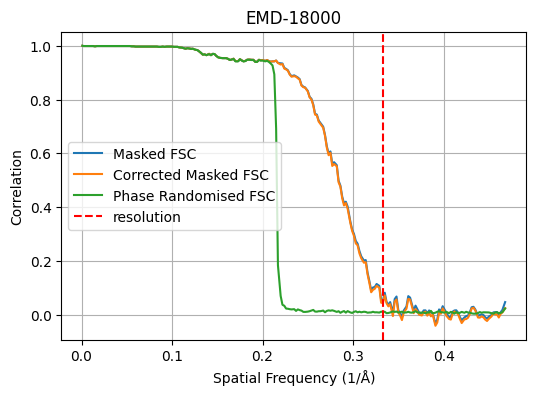 EMD-18000
Correlation
1.0
0.8
0.6
0.4
0.2
0.0
Masked FSC
Corrected Masked FSC
Phase Randomised FSC
resolution
0.0 0.1 0.2 0.3 0.4
Spatial Frequency (1/Å)